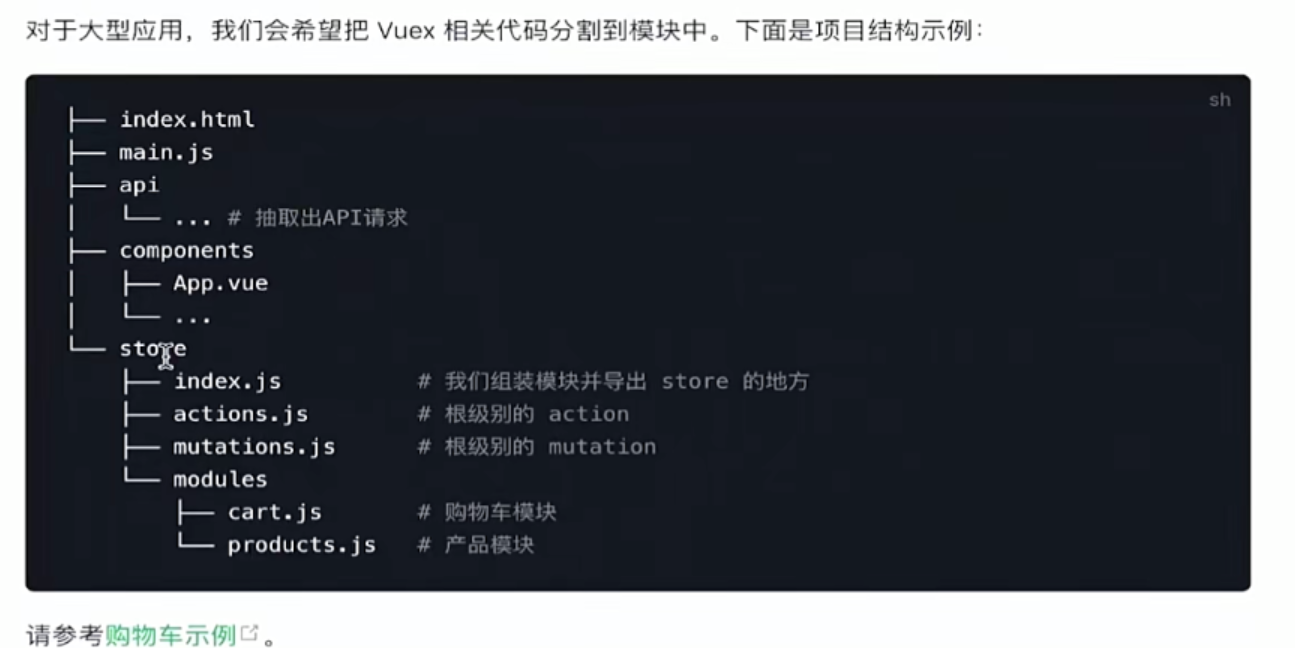 对于大型应用，我们会希望把 Vuex 相关代码分割到模块中。下面是项目结构示例：
sh
├── index.html
├── main.js
├── api
│   └── ... # 抽取出API请求
├── components
│   ├── App.vue
│   └── ...
└── store
    ├── index.js          # 我们组装模块并导出 store 的地方
    ├── actions.js        # 根级别的 action
    ├── mutations.js      # 根级别的 mutation
    └── modules
        ├── cart.js       # 购物车模块
        └── products.js   # 产品模块
请参考购物车示例。